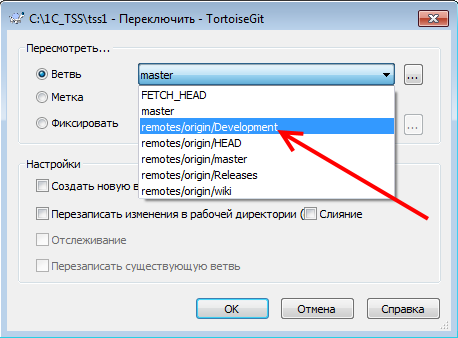 C:\1C_TSS\tss1 - Переключить - TortoiseGit
Пересмотреть...
Ветвь
master
...
FETCH_HEAD
Метка
master
Фиксировать
remotes/origin/Development
...
remotes/origin/HEAD
remotes/origin/master
Настройки
remotes/origin/Releases
Создать новую в
remotes/origin/wiki
Перезаписать изменения в рабочей директории (
Слияние
Отслеживание
Перезаписать существующую ветвь
OK
Отмена
Справка